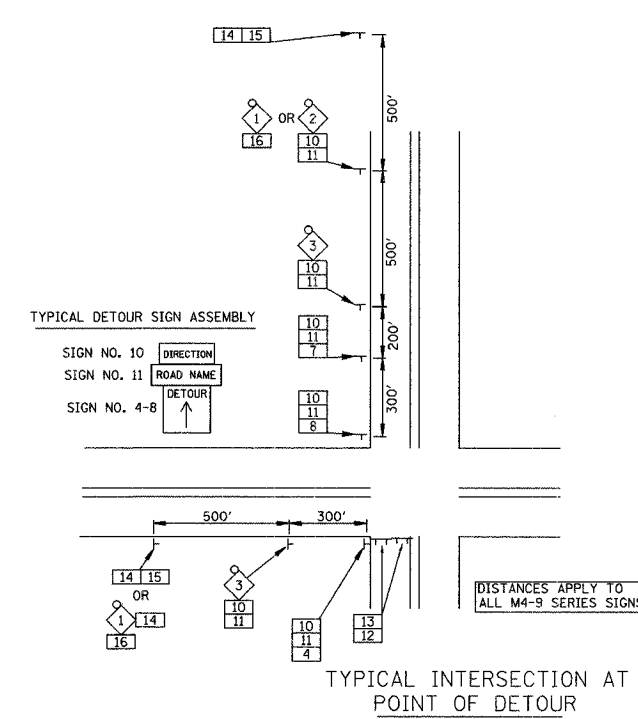 14 15
1 OR 2
16 10
11
500'
3
10
11
500'
TYPICAL DETOUR SIGN ASSEMBLY
SIGN NO. 10 DIRECTION
SIGN NO. 11 ROAD NAME
SIGN NO. 4-8 DETOUR
10
11
7
200'
10
11
8
300'
500' 300'
14 15
OR
1 14
16
3
10
11
10
11
4
13
12
DISTANCES APPLY TO
ALL M4-9 SERIES SIGNS
TYPICAL INTERSECTION AT
POINT OF DETOUR